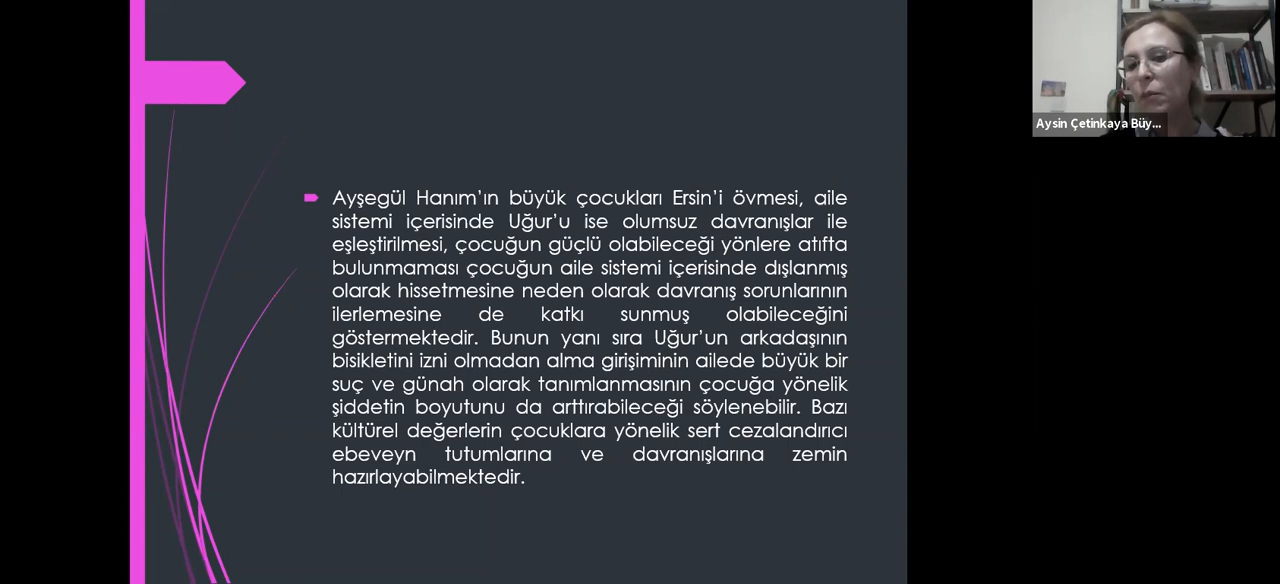 Ayşegül Hanım’ın büyük çocukları Ersin’i övmesi, aile
sistemi içerisinde Uğur’u ise olumsuz davranışlar ile
eşleştirilmesi, çocuğun güçlü olabileceği yönlere atıfta
bulunmaması çocuğun aile sistemi içerisinde dışlanmış
olarak hissetmesine neden olarak davranış sorunlarının
ilerlemesine de katkı sunmuş olabileceğini
göstermektedir. Bunun yanı sıra Uğur’un arkadaşının
bisikletini izni olmadan alma girişiminin ailede büyük bir
suç ve günah olarak tanımlanmasının çocuğa yönelik
şiddetin boyutunu da arttırabileceği söylenebilir. Bazı
kültürel değerlerin çocuklara yönelik sert cezalandırıcı
ebeveyn tutumlarına ve davranışlarına zemin
hazırlayabilmektedir.
Aysin Çetinkaya Büy...